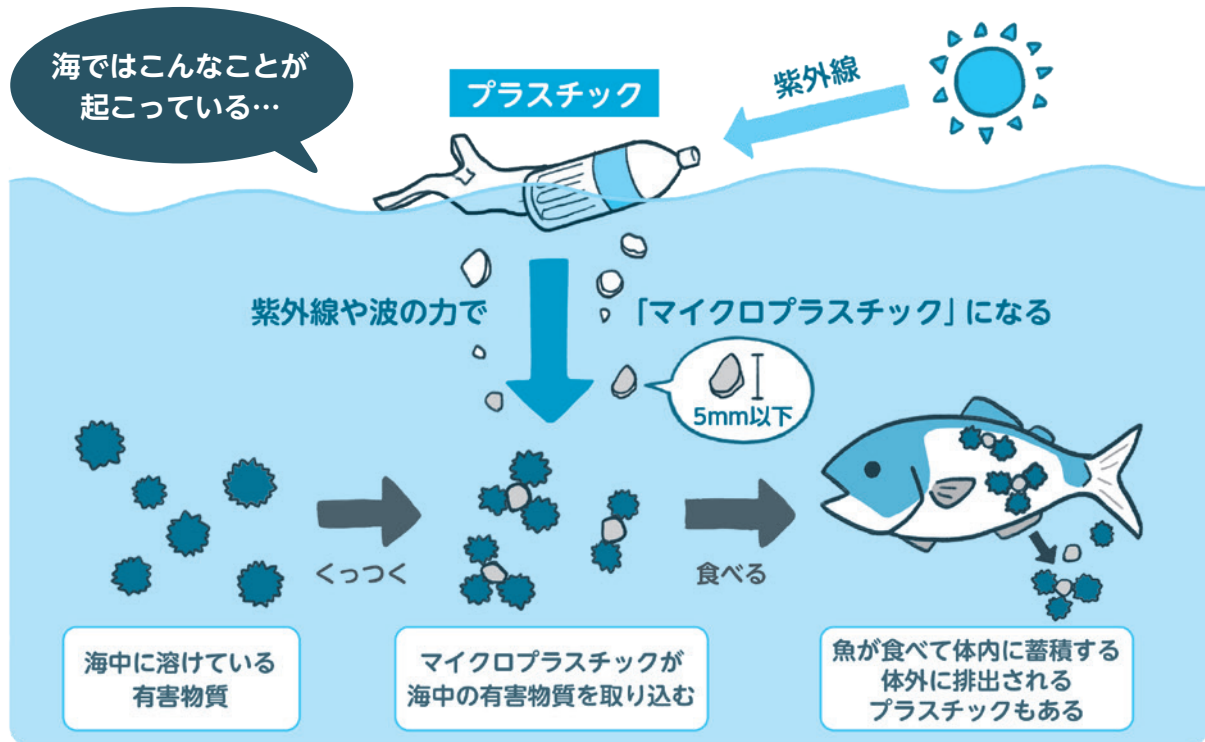 海ではこんなことが
起こっている…
プラスチック
紫外線
紫外線や波の力で
「マイクロプラスチック」になる
5mm以下
くっつく
食べる
海中に溶けている
有害物質
マイクロプラスチックが
海中の有害物質を取り込む
魚が食べて体内に蓄積する
体外に排出される
プラスチックもある